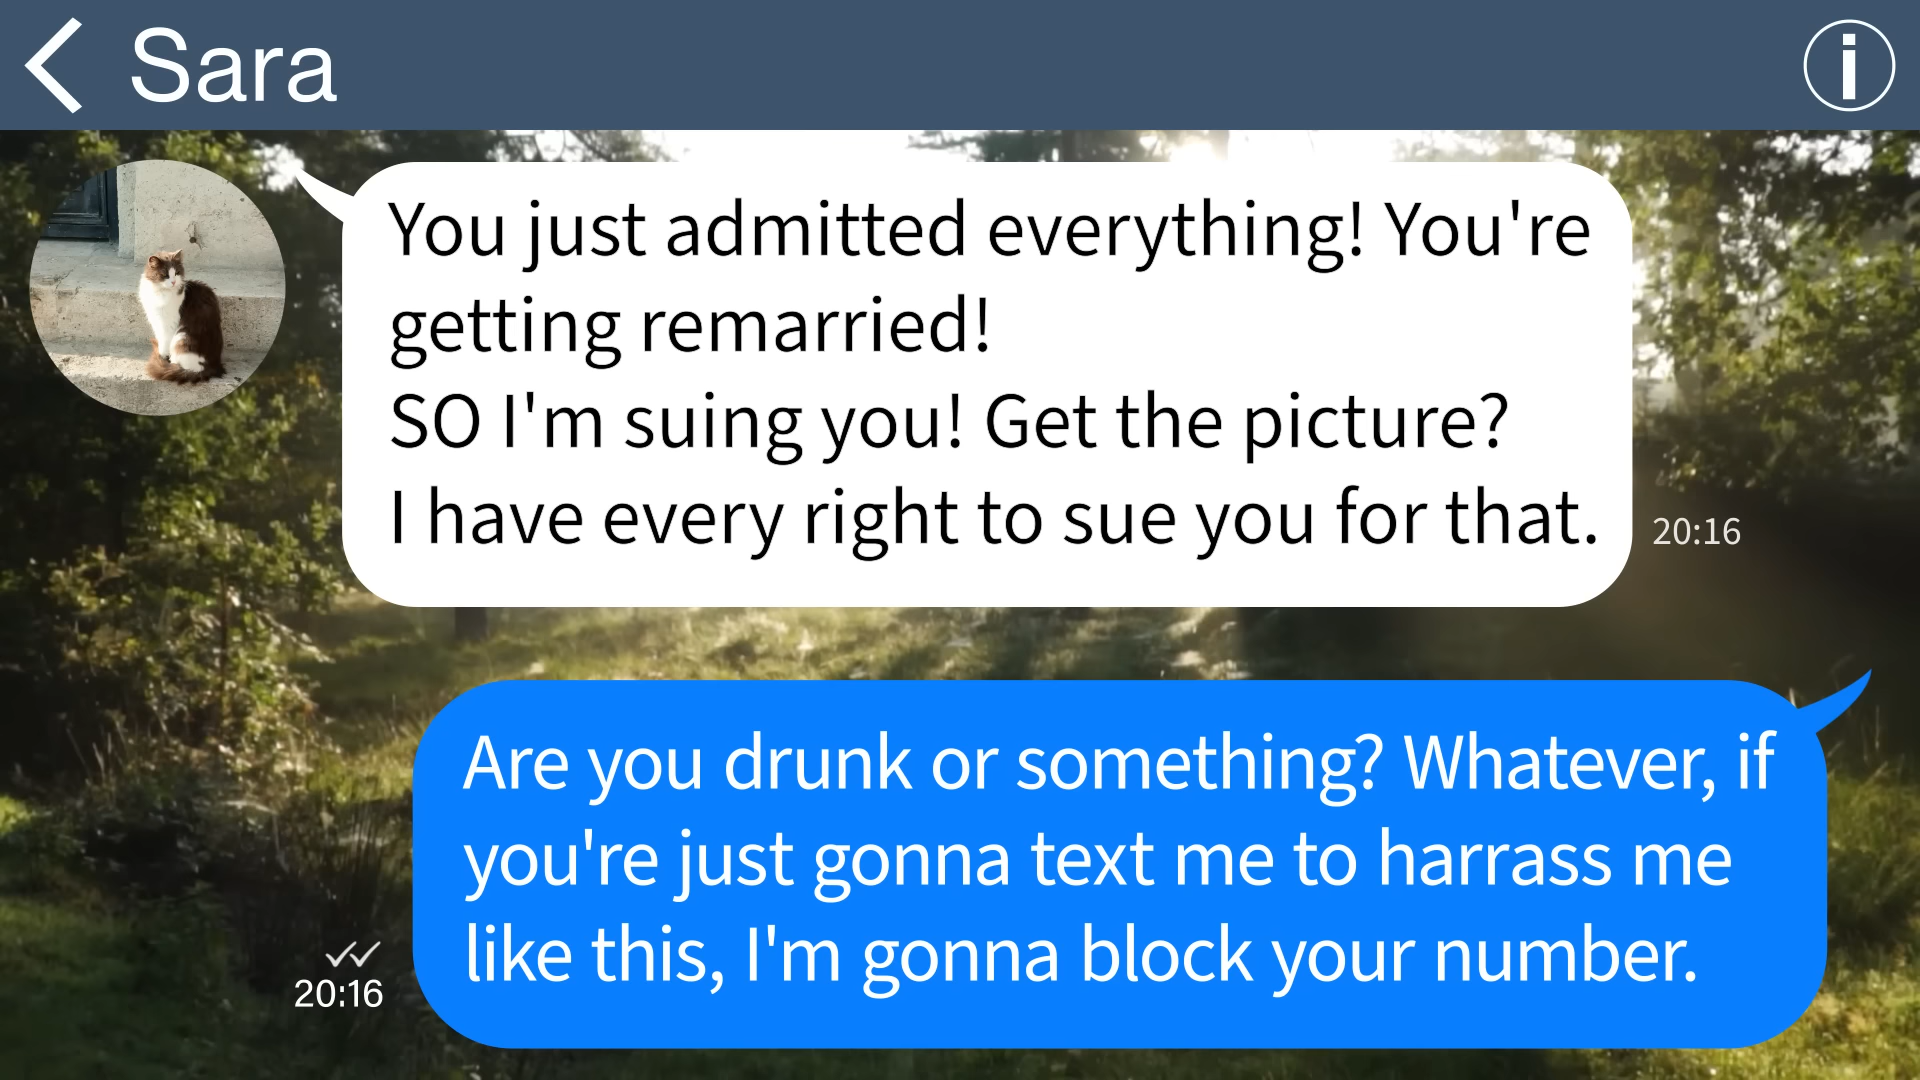 Sara
You just admitted everything! You're
getting remarried!
SO I'm suing you! Get the picture?
I have every right to sue you for that.
20:16
Are you drunk or something? Whatever, if
you're just gonna text me to harrass me
like this, I'm gonna block your number.
20:16